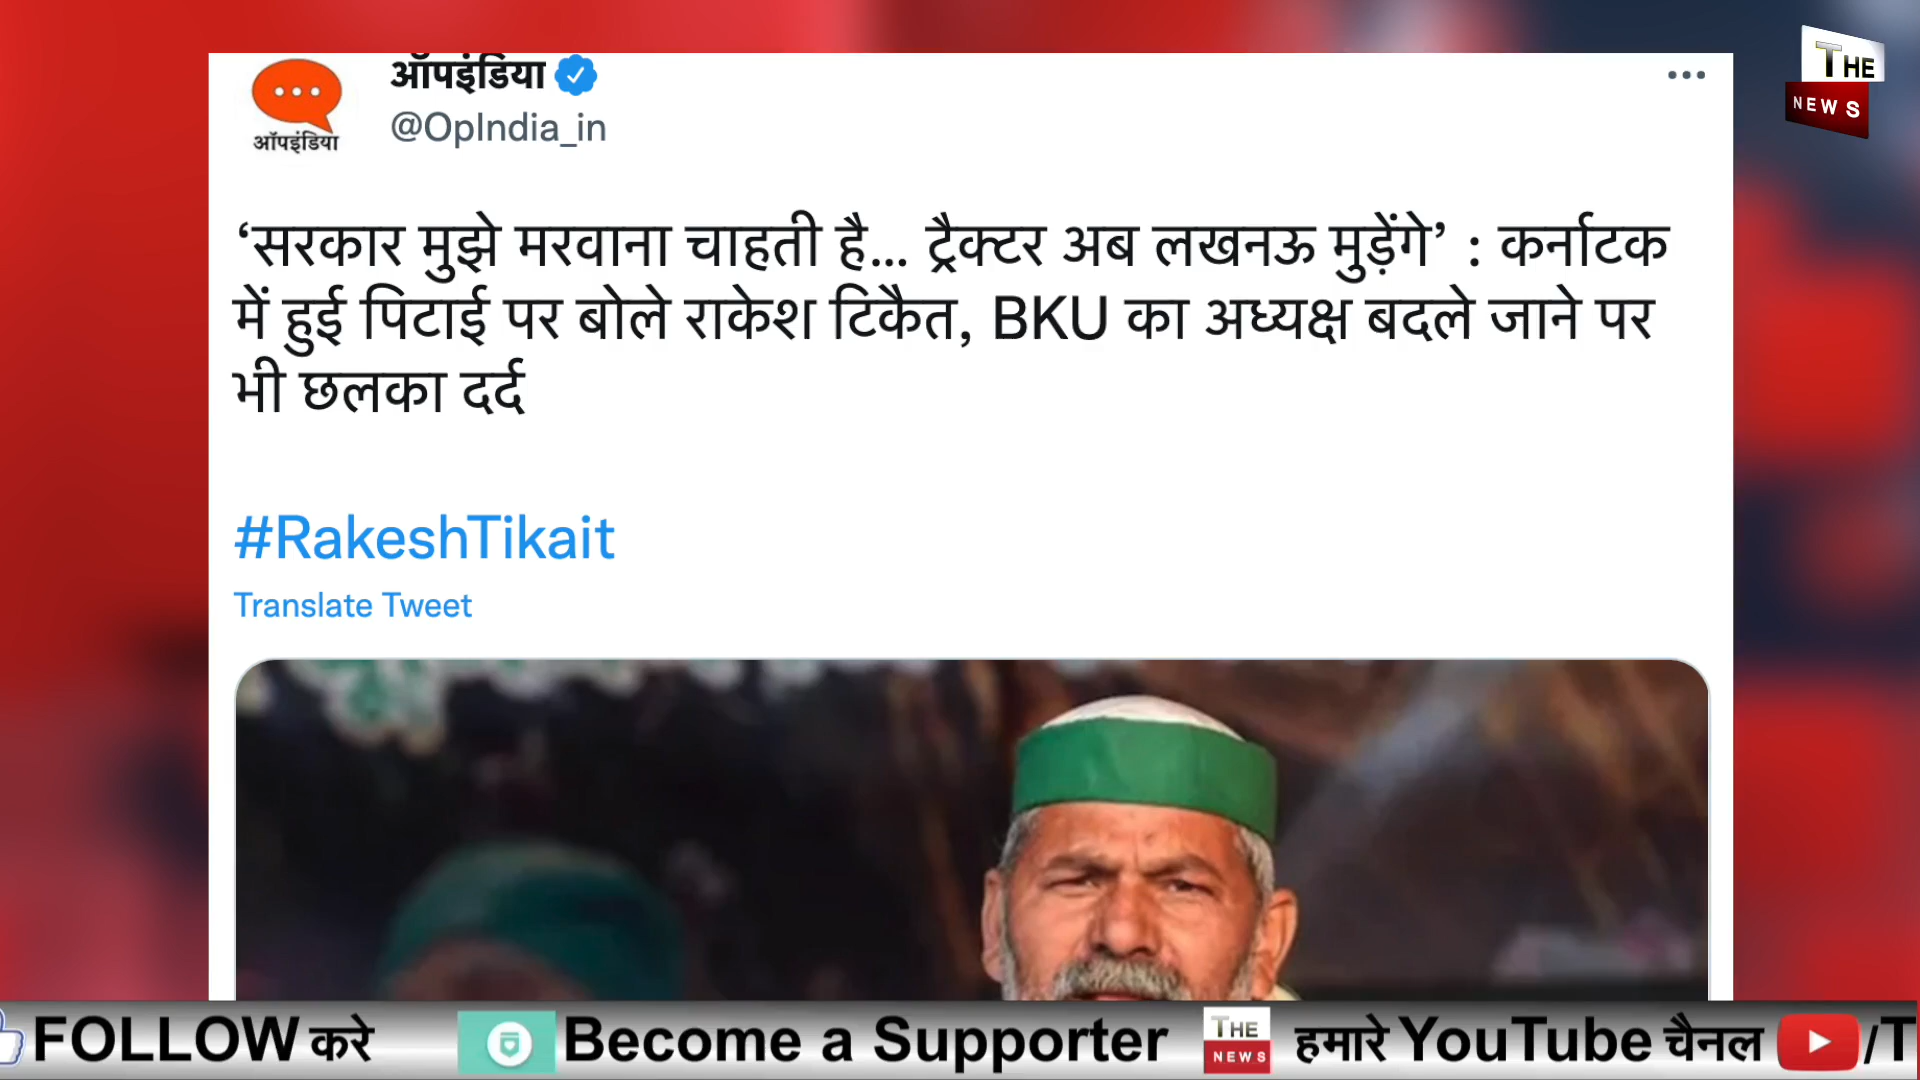 ऑपइंडिया
@OpIndia_in
ऑपइंडिया
THE
NEWS
‘सरकार मुझे मरवाना चाहती है... ट्रैक्टर अब लखनऊ मुड़ेंगे’ : कर्नाटक
में हुई पिटाई पर बोले राकेश टिकैत, BKU का अध्यक्ष बदले जाने पर
भी छलका दर्द
#RakeshTikait
Translate Tweet
FOLLOW करे Become a Supporter THE NEWS हमारे YouTube चैनल /T